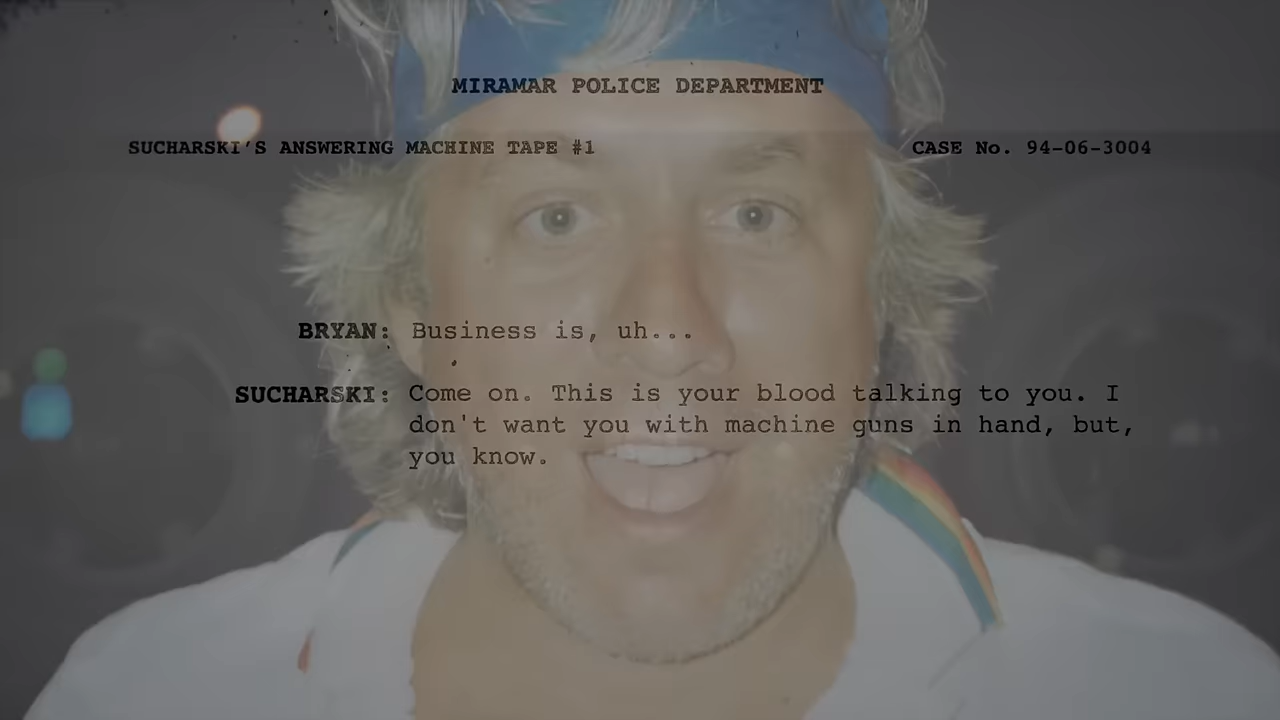 MIRAMAR POLICE DEPARTMENT
SUCHARSKI'S ANSWERING MACHINE TAPE #1 CASE No. 94-06-3004
BRYAN: Business is, uh...
SUCHARSKI: Come on. This is your blood talking to you. I
don't want you with machine guns in hand, but,
you know.